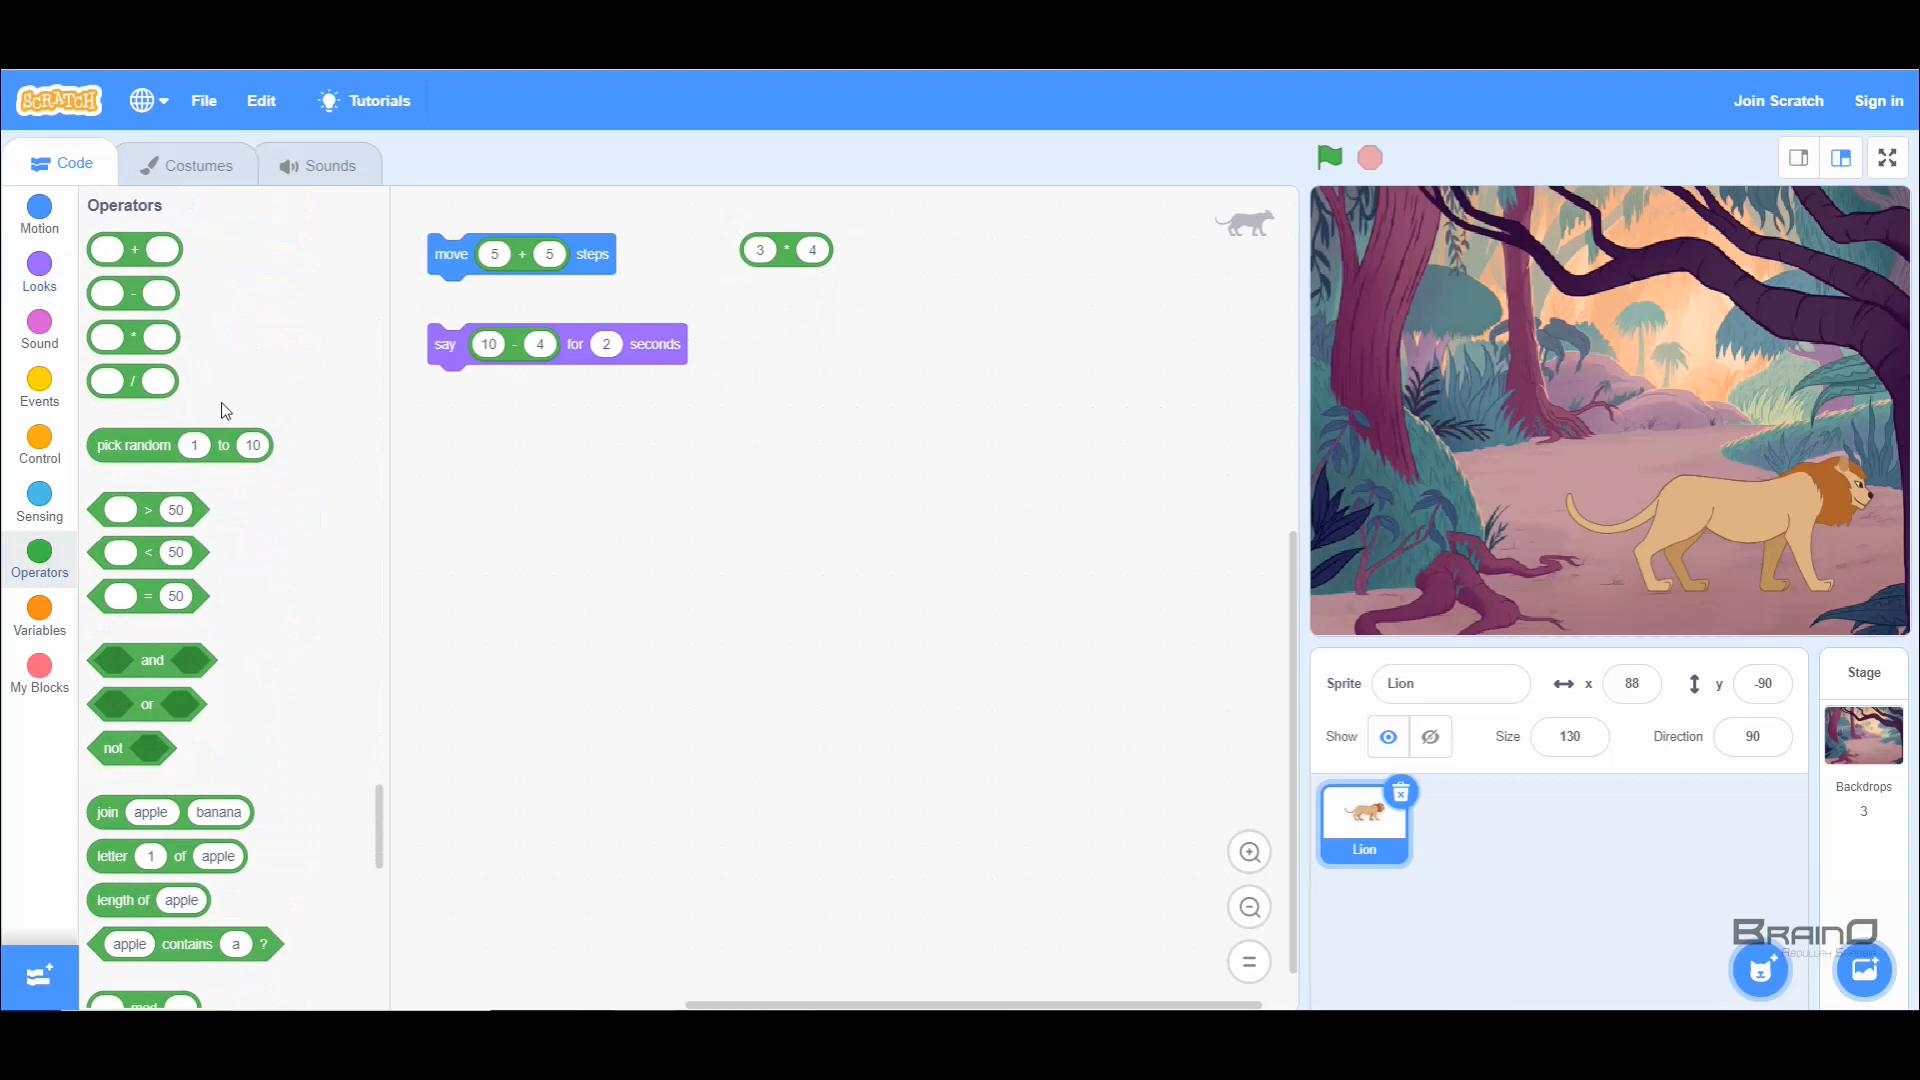 SCRATCH File Edit Tutorials Join Scratch Sign in
Code Costumes Sounds
Motion
Looks
Sound
Events
Control
Sensing
Operators
Variables
My Blocks
Operators
+
-
*
/
pick random 1 to 10
> 50
< 50
= 50
and
or
not
join apple banana
letter 1 of apple
length of apple
apple contains a ?
mod
move 5 + 5 steps
3 * 4
say 10 - 4 for 2 seconds
Sprite Lion x 88 y -90
Show Size 130 Direction 90
Lion
Stage
Backdrops
3
BRAINO